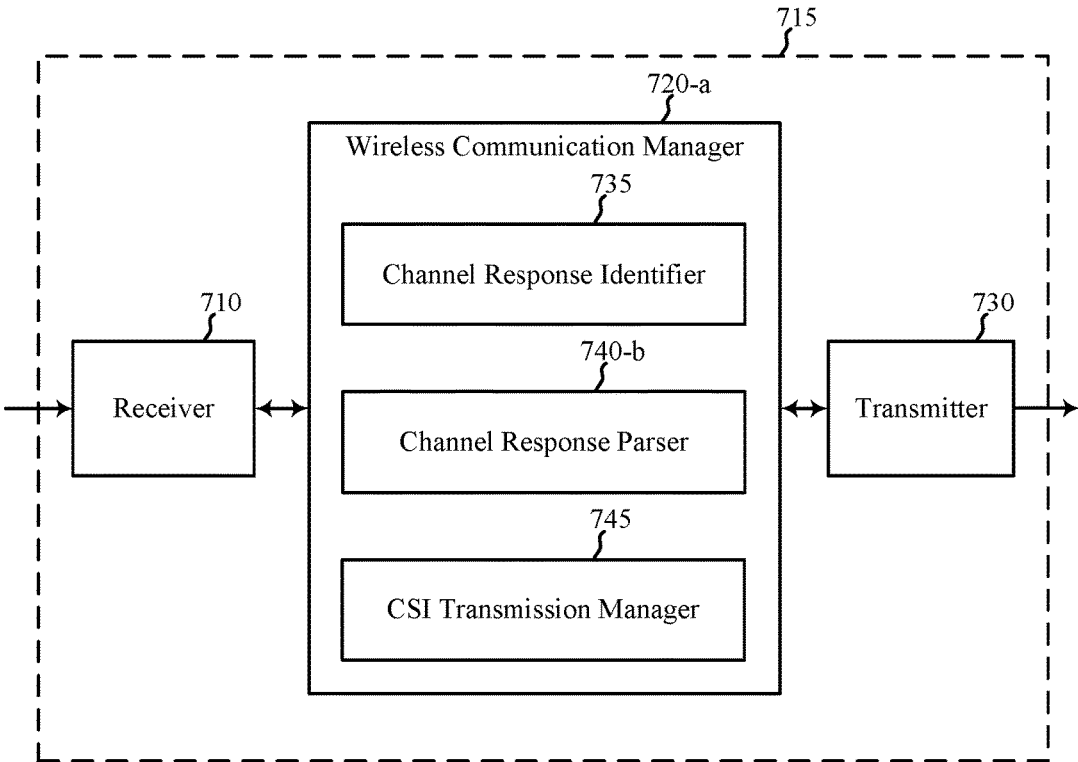 715
720-a
Wireless Communication Manager
735
Channel Response Identifier
710
730
740-b
Receiver
Channel Response Parser
Transmitter
745
CSI Transmission Manager